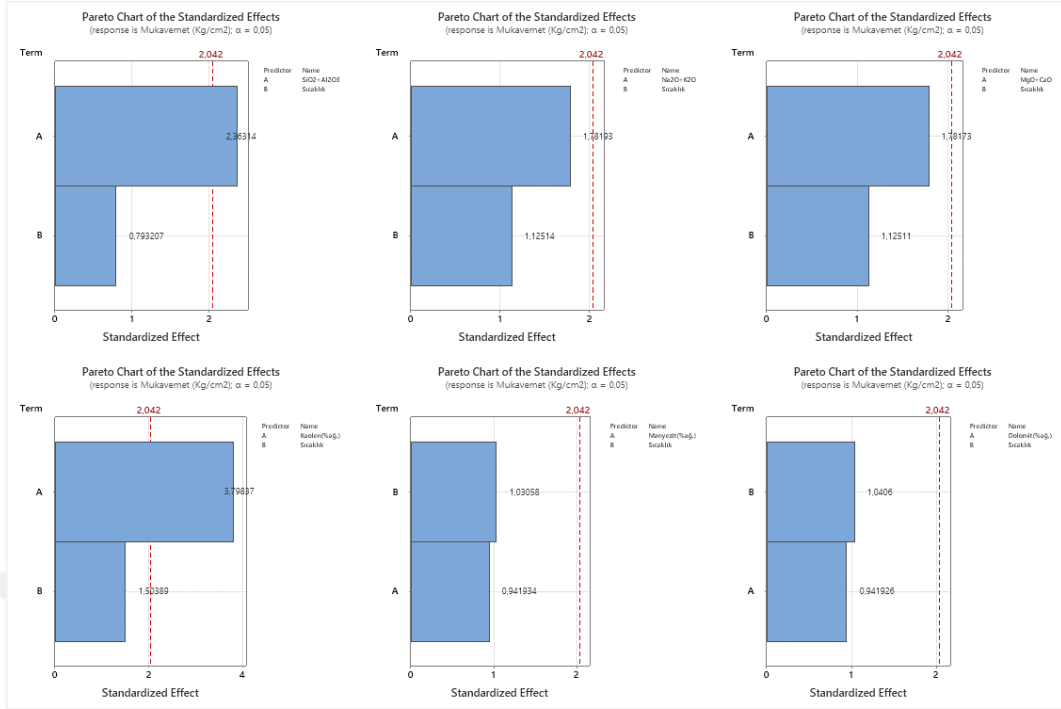 Pareto Chart of the Standardized Effects
(response is Mukavemet (Kg/cm2); α = 0,05)
Term
2,042
Predictor Name
A SiO2+Al2O3
B Sıcaklık
A
2,36314
B
0,793207
0 1 2
Standardized Effect
Pareto Chart of the Standardized Effects
(response is Mukavemet (Kg/cm2); α = 0,05)
Term
2,042
Predictor Name
A Na2O+K2O
B Sıcaklık
A
1,78193
B
1,12514
0 1 2
Standardized Effect
Pareto Chart of the Standardized Effects
(response is Mukavemet (Kg/cm2); α = 0,05)
Term
2,042
Predictor Name
A MgO+CaO
B Sıcaklık
A
1,78173
B
1,12511
0 1 2
Standardized Effect
Pareto Chart of the Standardized Effects
(response is Mukavemet (Kg/cm2); α = 0,05)
Term
2,042
Predictor Name
A Kaolen(%ağ.)
B Sıcaklık
A
3,79837
B
1,50389
0 2 4
Standardized Effect
Pareto Chart of the Standardized Effects
(response is Mukavemet (Kg/cm2); α = 0,05)
Term
2,042
Predictor Name
A Manyezit(%ağ.)
B Sıcaklık
B
1,03058
A
0,941934
0 1 2
Standardized Effect
Pareto Chart of the Standardized Effects
(response is Mukavemet (Kg/cm2); α = 0,05)
Term
2,042
Predictor Name
A Dolomit(%ağ.)
B Sıcaklık
B
1,0406
A
0,941926
0 1 2
Standardized Effect